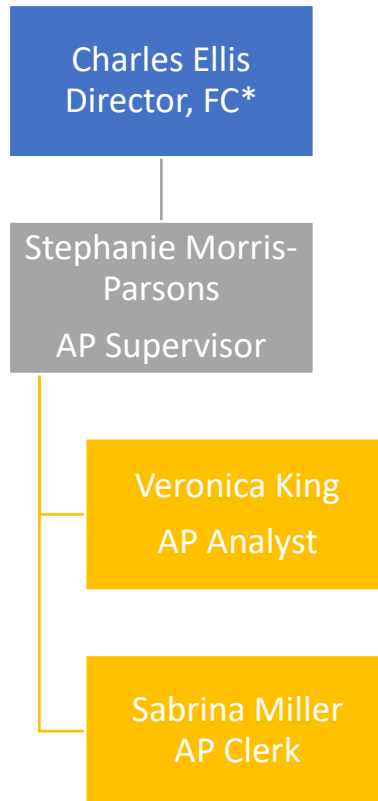 Charles Ellis
Director, FC*
Stephanie Morris-
Parsons
AP Supervisor
Veronica King
AP Analyst
Sabrina Miller
AP Clerk